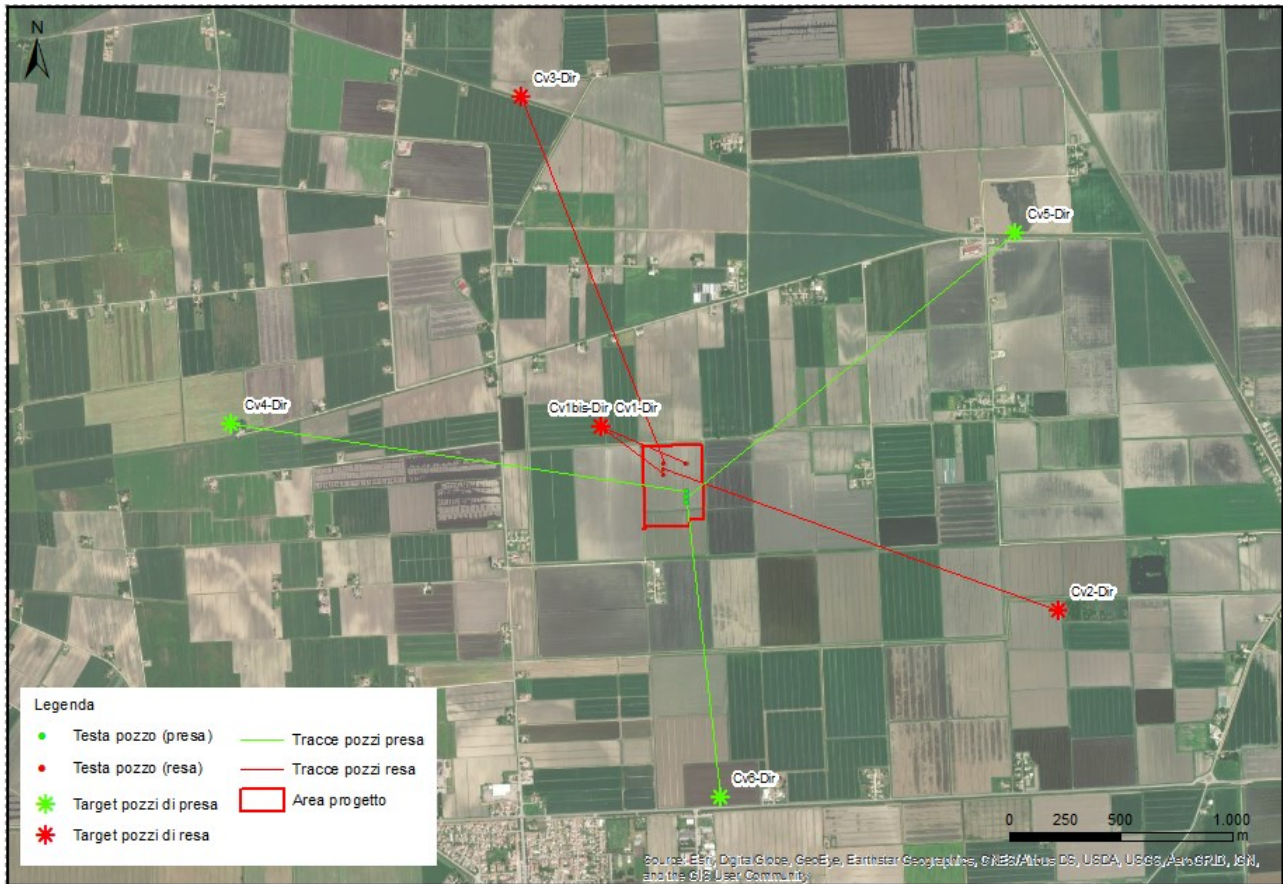 N
Cv3-Dir
Cv5-Dir
Cv4-Dir
Cv1bis-Dir Cv1-Dir
Cv2-Dir
Cv6-Dir
Legenda
Testa pozzo (presa)
Testa pozzo (resa)
Target pozzi di presa
Target pozzi di resa
Tracce pozzi presa
Tracce pozzi resa
Area progetto
0 250 500 1.000
m
Source: Esri, DigitalGlobe, GeoEye, Earthstar Geographics, CNES/Airbus DS, USDA, USGS, AeroGRID, IGN,
and the GIS User Community